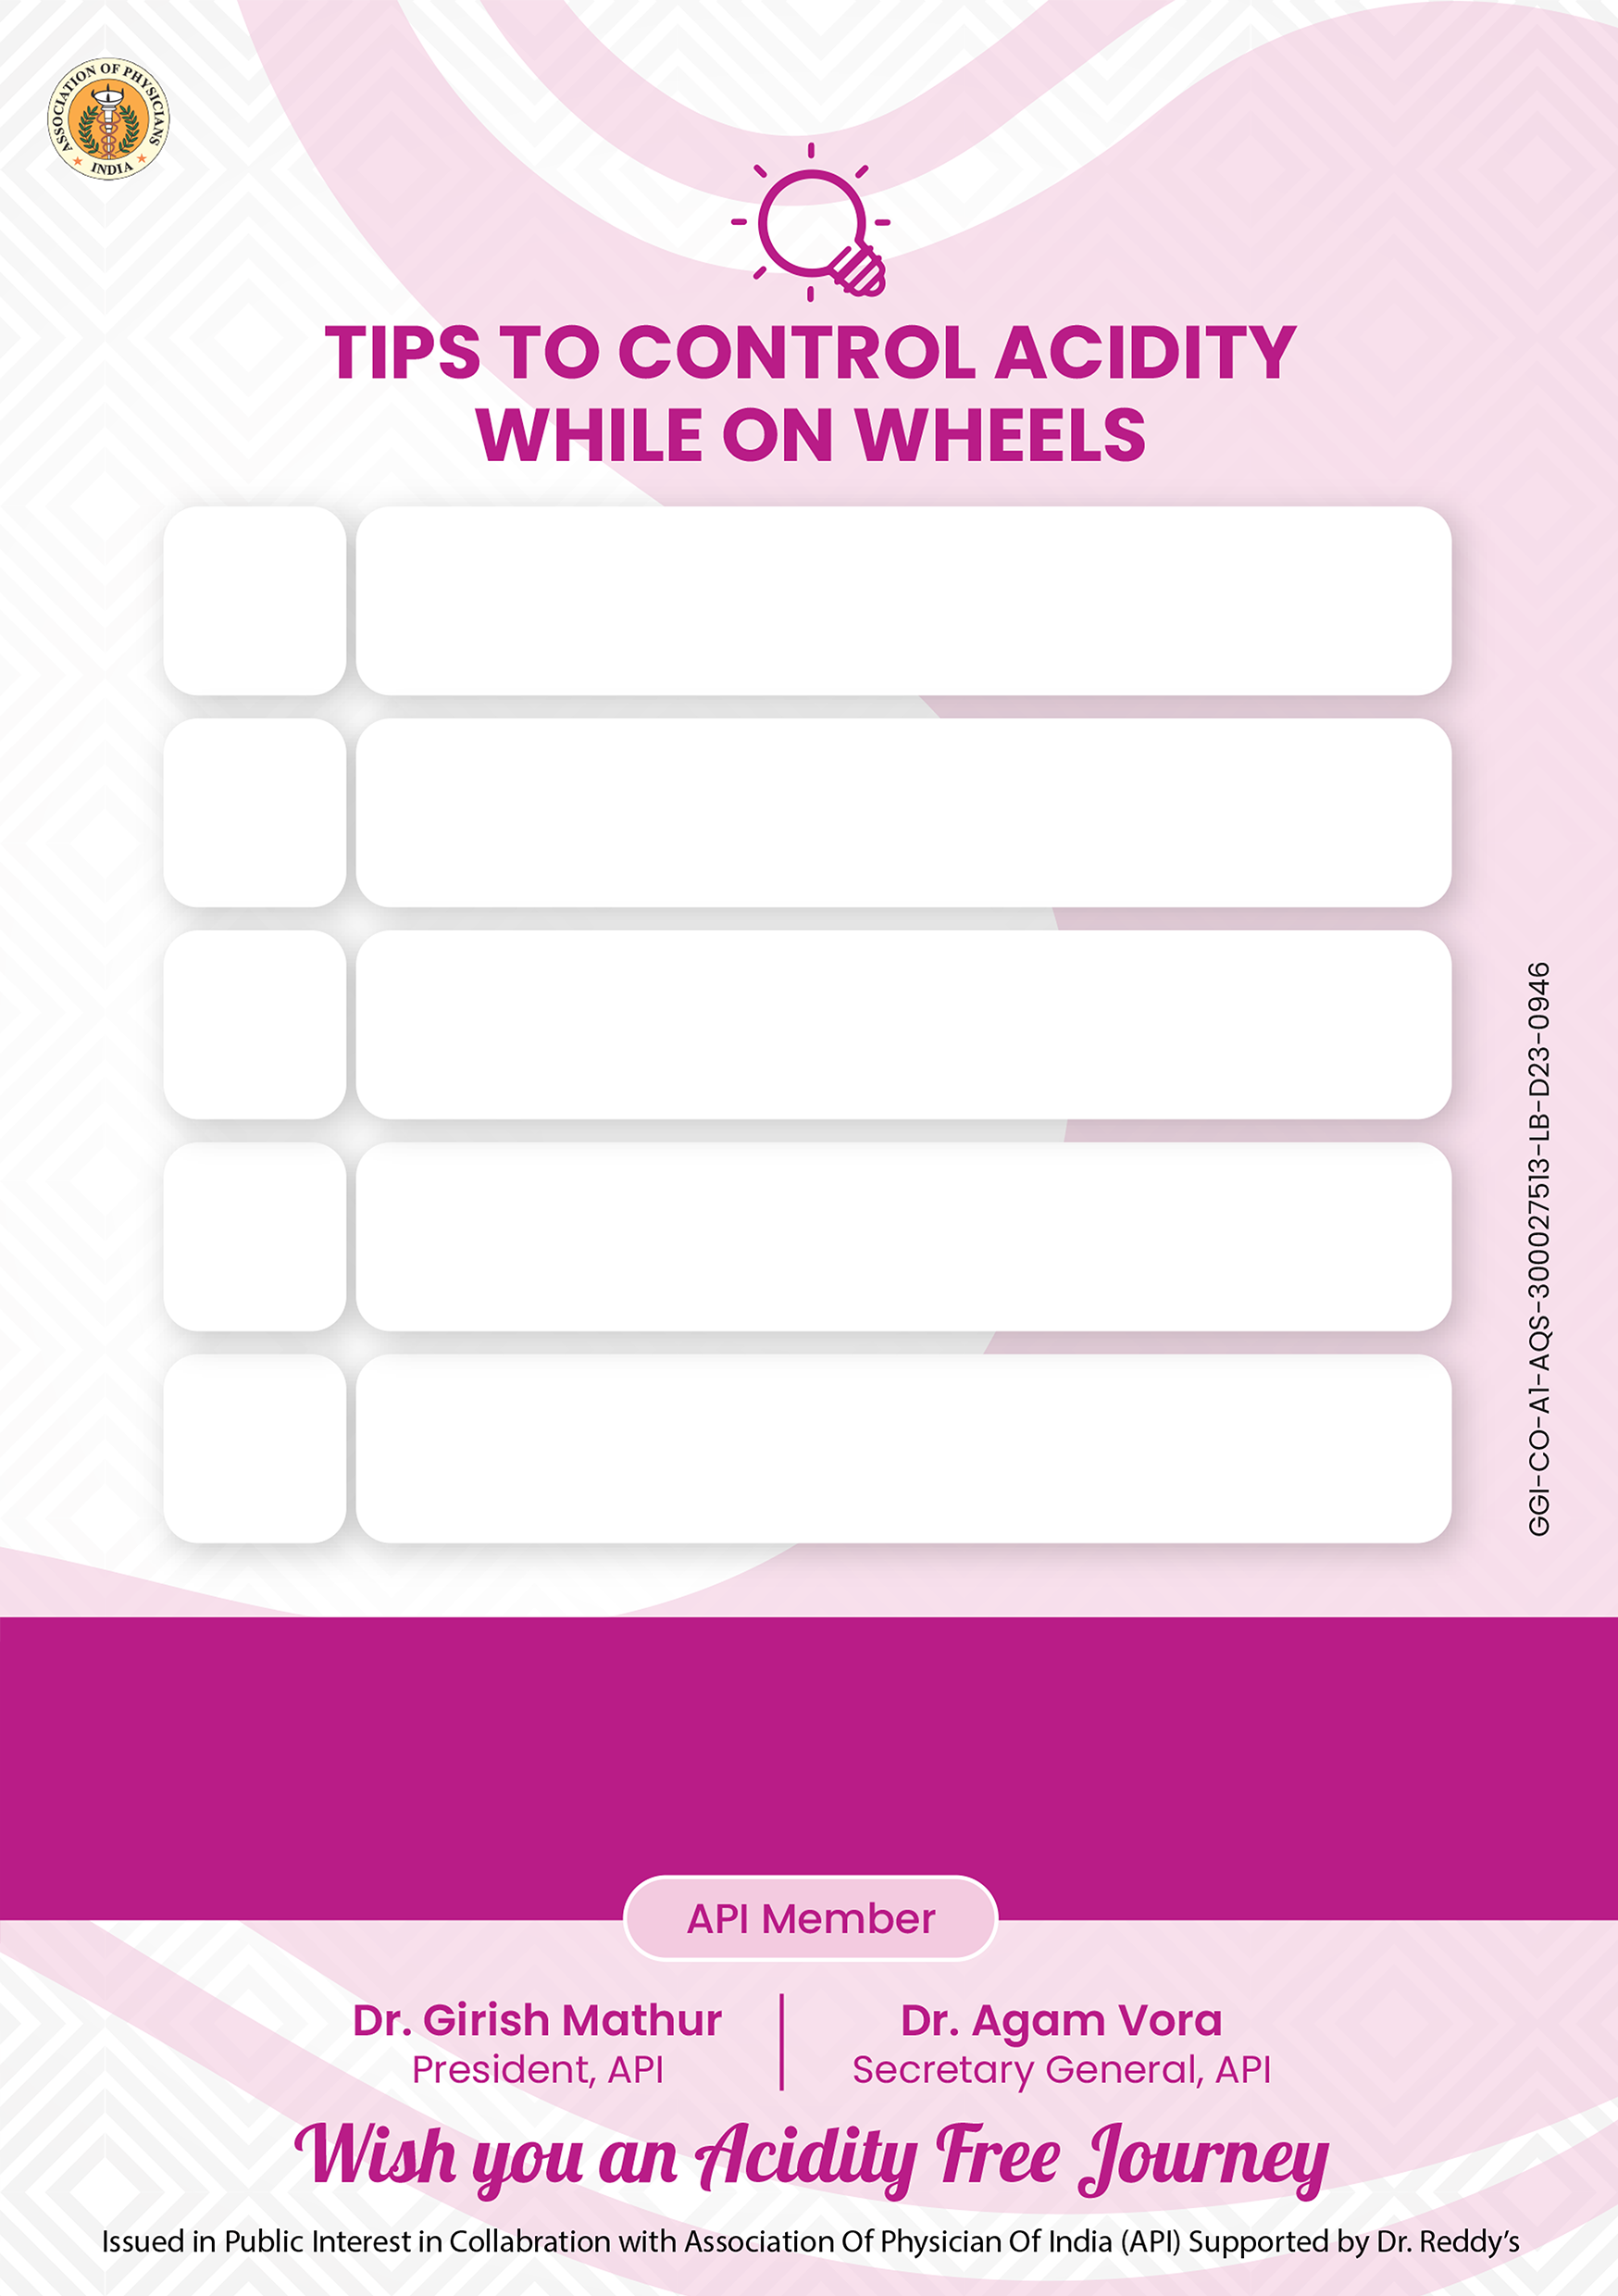 ASSOCIATION OF PHYSICIANS
INDIA
TIPS TO CONTROL ACIDITY
WHILE ON WHEELS
GGI-CO-A1-AQS-300027513-LB-D23-0946
API Member
Dr. Girish Mathur
President, API
Dr. Agam Vora
Secretary General, API
Wish you an Acidity Free Journey
Issued in Public Interest in Collabration with Association Of Physician Of India (API) Supported by Dr. Reddy's